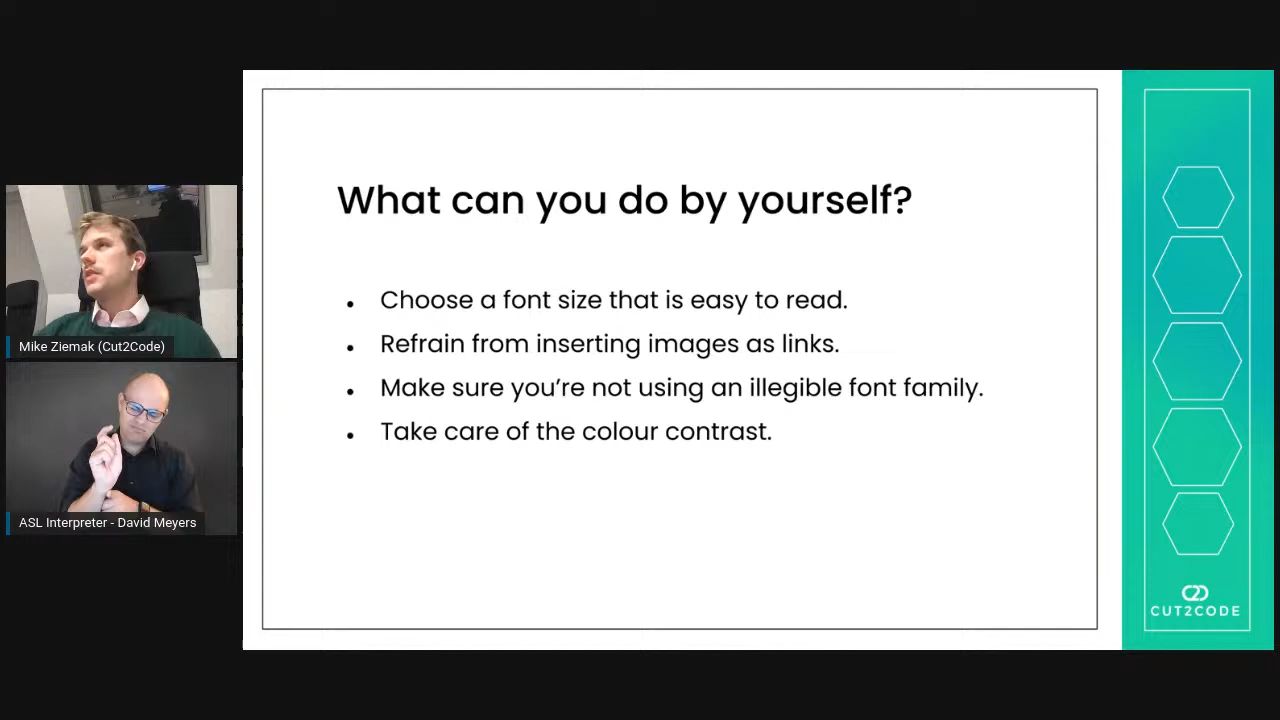 What can you do by yourself?
Choose a font size that is easy to read.
Refrain from inserting images as links.
Make sure you’re not using an illegible font family.
Take care of the colour contrast.
Mike Ziemak (Cut2Code)
ASL Interpreter - David Meyers
CUT2CODE